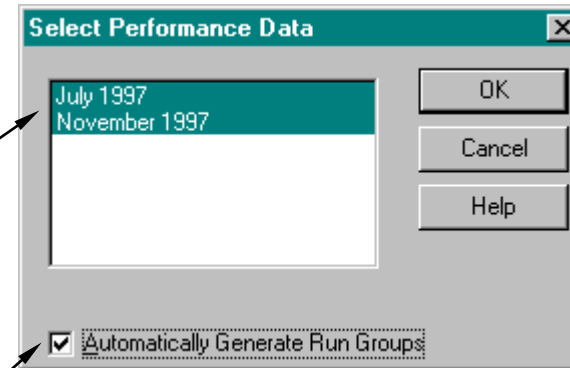 Select Performance Data
July 1997
November 1997
OK
Cancel
Help
Automatically Generate Run Groups